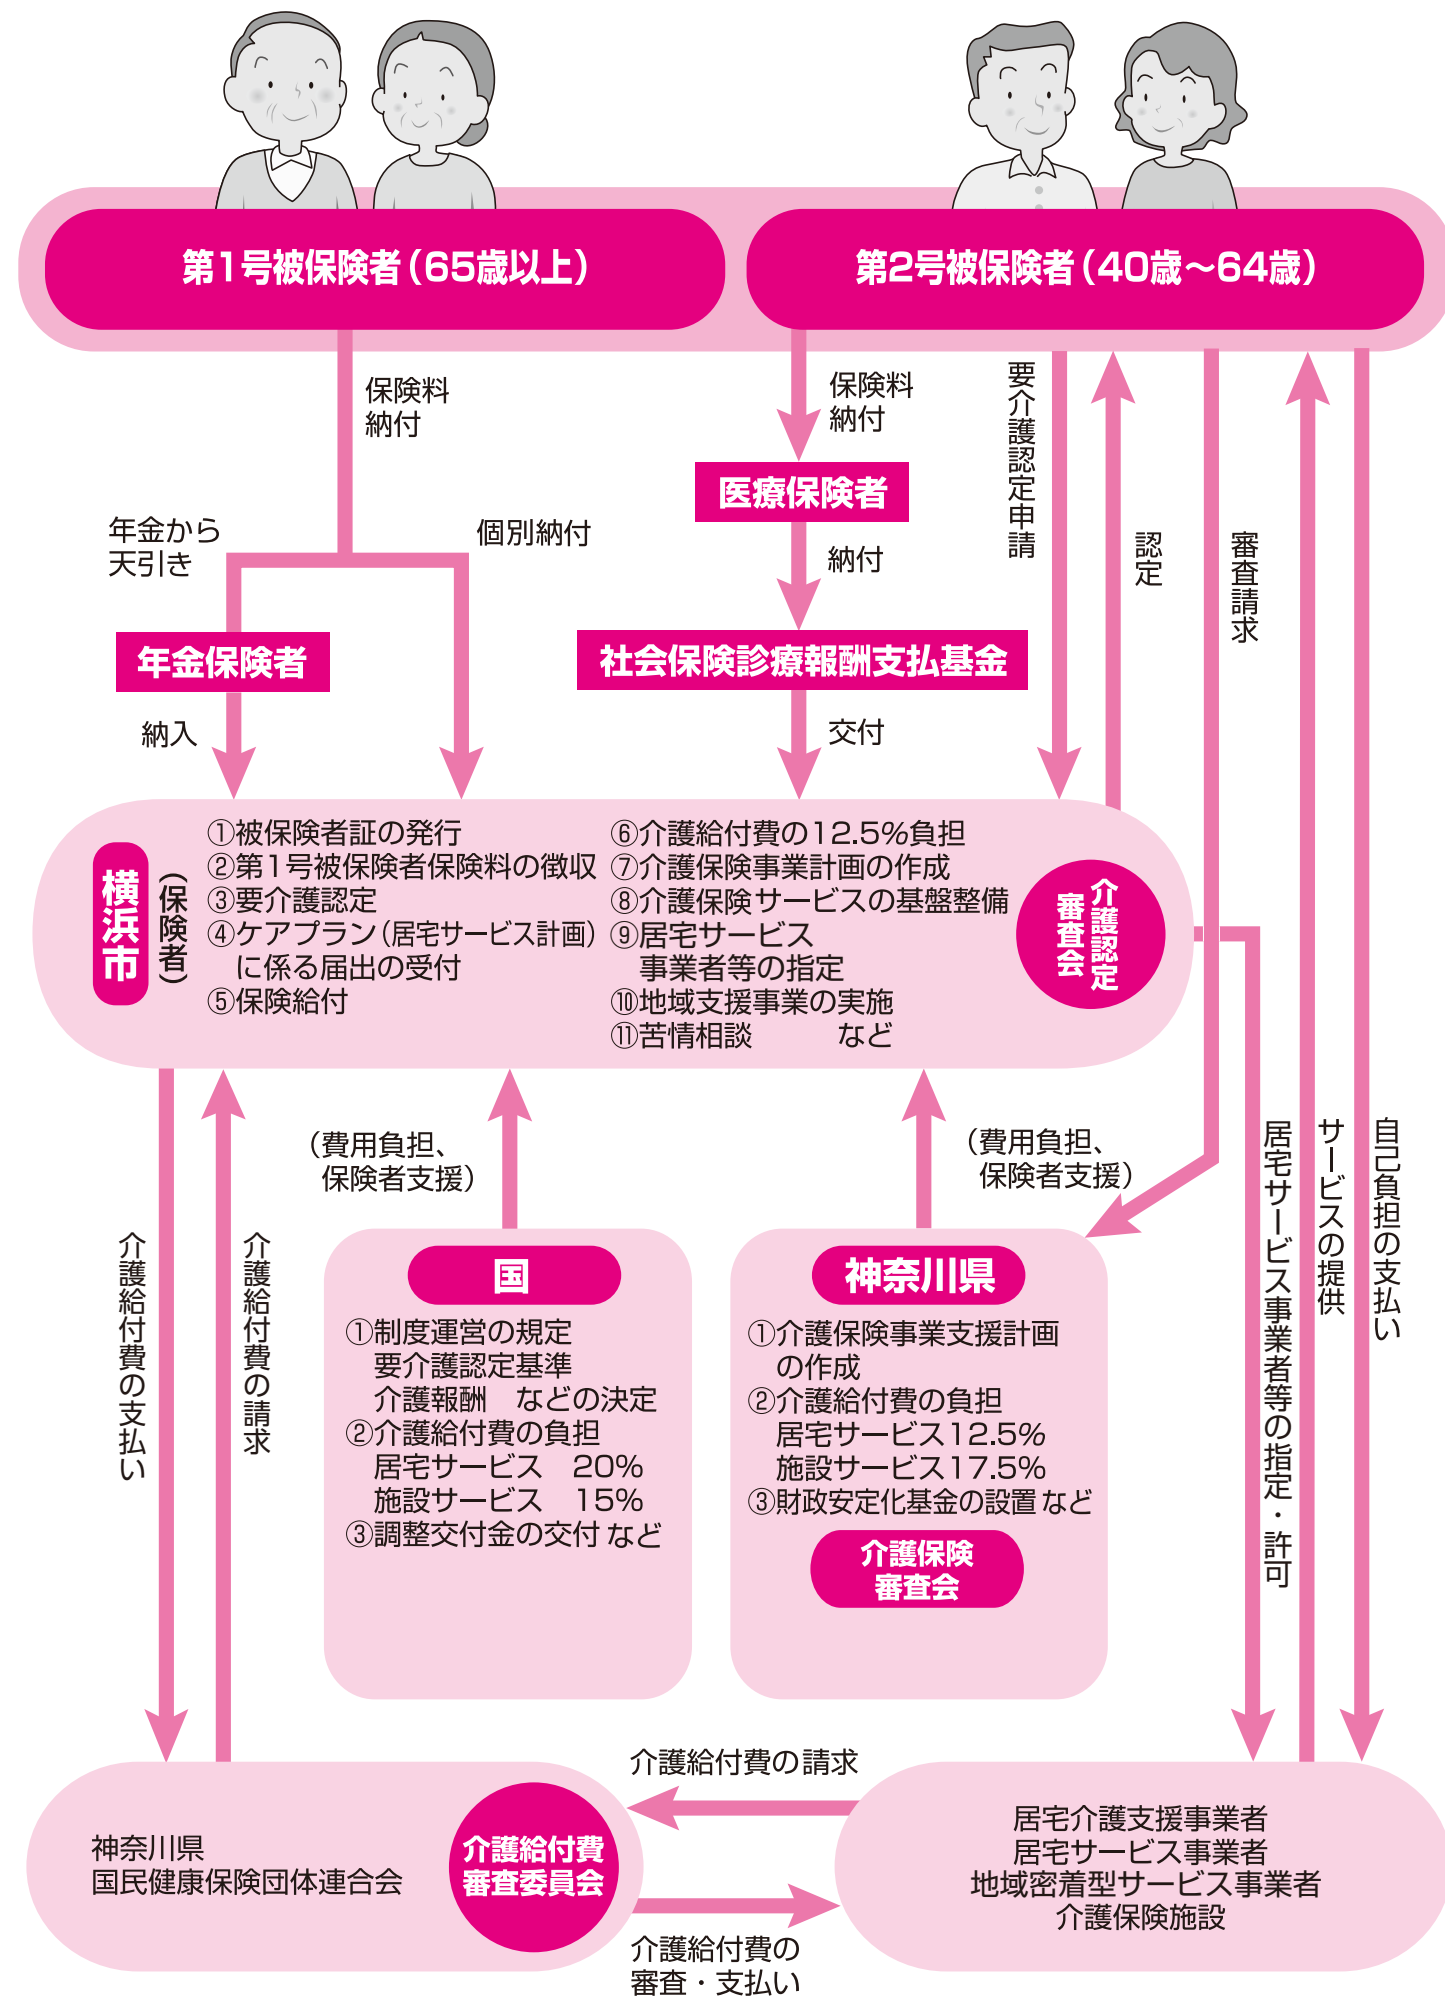 第1号被保険者(65歳以上)
第2号被保険者(40歳〜64歳)
保険料
納付
年金から
天引き
個別納付
年金保険者
納入
保険料
納付
医療保険者
納付
社会保険診療報酬支払基金
交付
要介護認定申請
認定
審査請求
横浜市
(保険者)
①被保険者証の発行
②第1号被保険者保険料の徴収
③要介護認定
④ケアプラン(居宅サービス計画)
に係る届出の受付
⑤保険給付
⑥介護給付費の12.5%負担
⑦介護保険事業計画の作成
⑧介護保険サービスの基盤整備
⑨居宅サービス
事業者等の指定
⑩地域支援事業の実施
⑪苦情相談　　　など
介護認定
審査会
(費用負担、
保険者支援)
(費用負担、
保険者支援)
介護給付費の支払い
介護給付費の請求
国
①制度運営の規定
要介護認定基準
介護報酬　などの決定
②介護給付費の負担
居宅サービス　20%
施設サービス　15%
③調整交付金の交付 など
神奈川県
①介護保険事業支援計画
の作成
②介護給付費の負担
居宅サービス12.5%
施設サービス17.5%
③財政安定化基金の設置 など
介護保険
審査会
居宅サービス事業者等の指定・許可
サービスの提供
自己負担の支払い
神奈川県
国民健康保険団体連合会
介護給付費
審査委員会
介護給付費の請求
介護給付費の
審査・支払い
居宅介護支援事業者
居宅サービス事業者
地域密着型サービス事業者
介護保険施設